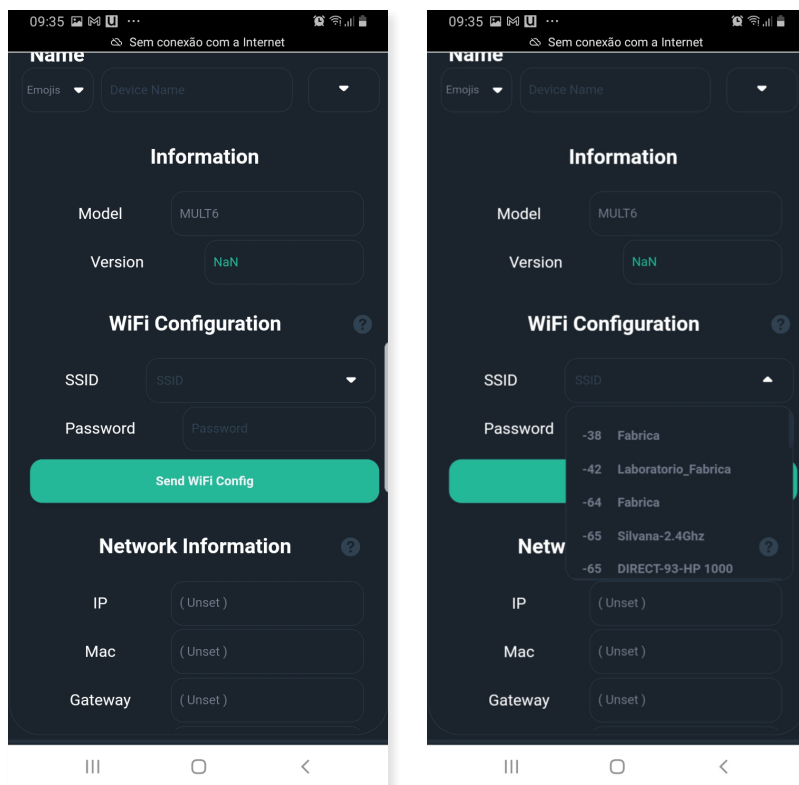 09:35
Sem conexão com a Internet
Name
Emojis Device Name
Information
Model MULT6
Version NaN
WiFi Configuration ?
SSID SSID
Password Password
Send WiFi Config
Network Information ?
IP ( Unset )
Mac ( Unset )
Gateway ( Unset )
09:35
Sem conexão com a Internet
Name
Emojis Device Name
Information
Model MULT6
Version NaN
WiFi Configuration ?
SSID SSID
Password
-38 Fabrica
-42 Laboratorio_Fabrica
-64 Fabrica
-65 Silvana-2.4Ghz
Netw ?
-65 DIRECT-93-HP 1000
IP ( Unset )
Mac ( Unset )
Gateway ( Unset )